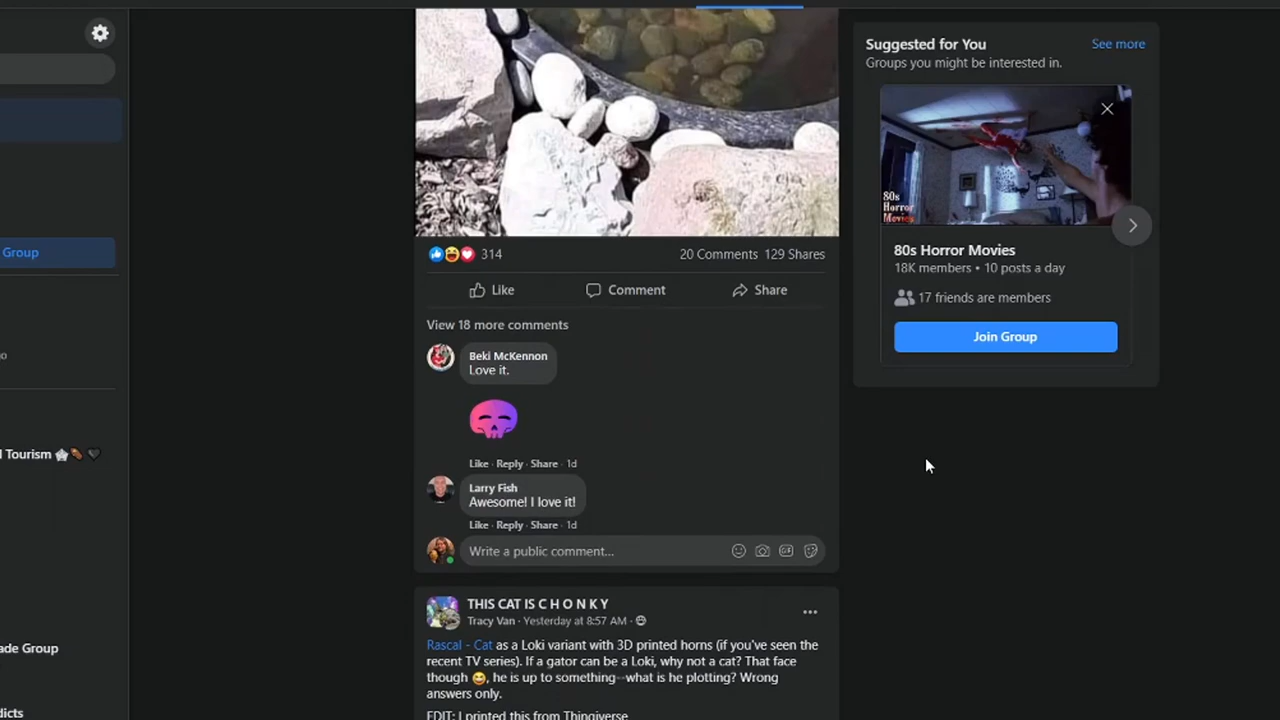 Group
o
l Tourism
ade Group
dicts
314
20 Comments 129 Shares
Like Comment Share
View 18 more comments
Beki McKennon
Love it.
Like · Reply · Share · 1d
Larry Fish
Awesome! I love it!
Like · Reply · Share · 1d
Write a public comment...
GIF
THIS CAT IS C H O N K Y
Tracy Van · Yesterday at 8:57 AM ·
Rascal - Cat as a Loki variant with 3D printed horns (if you've seen the
recent TV series). If a gator can be a Loki, why not a cat? That face
though 😂, he is up to something--what is he plotting? Wrong
answers only.
EDIT: I printed this from Thingiverse
Suggested for You
See more
Groups you might be interested in.
80s
Horror
Movies
80s Horror Movies
18K members • 10 posts a day
17 friends are members
Join Group